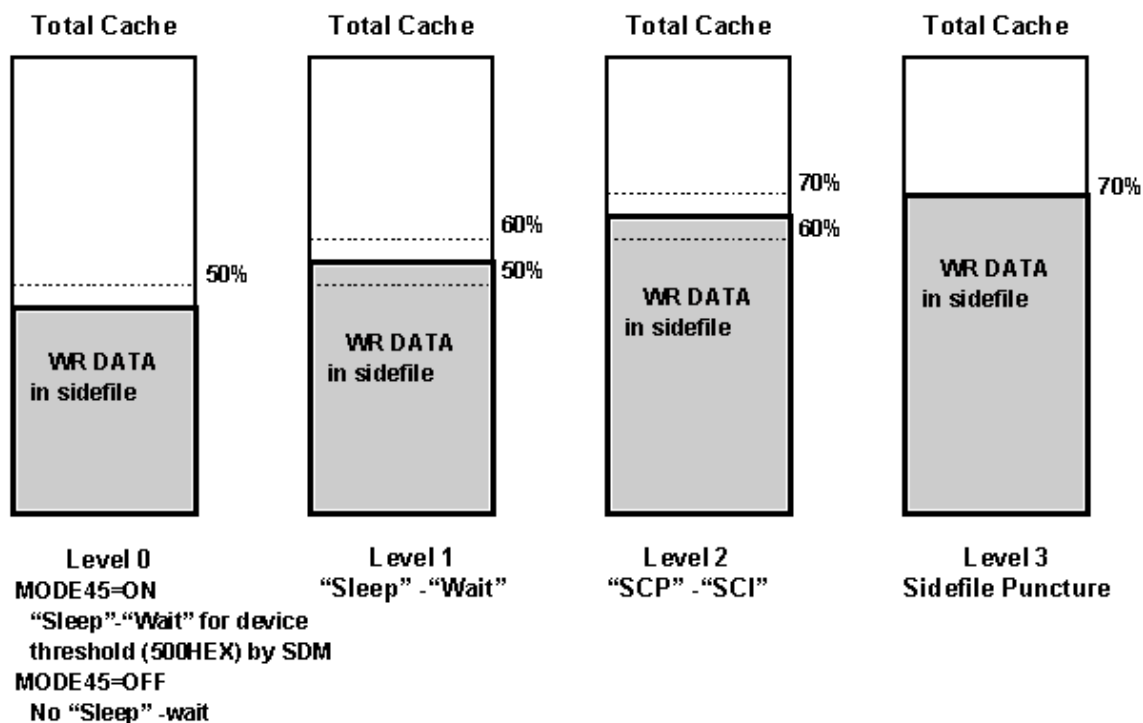 Total Cache
Total Cache
Total Cache
Total Cache
50%
60%
50%
70%
60%
70%
WR DATA
in sidefile
WR DATA
in sidefile
WR DATA
in sidefile
WR DATA
in sidefile
Level 0
MODE45=ON
“Sleep”-“Wait” for device
threshold (500HEX) by SDM
MODE45=OFF
No “Sleep” -wait
Level 1
“Sleep” -“Wait”
Level 2
“SCP” -“SCI”
Level 3
Sidefile Puncture